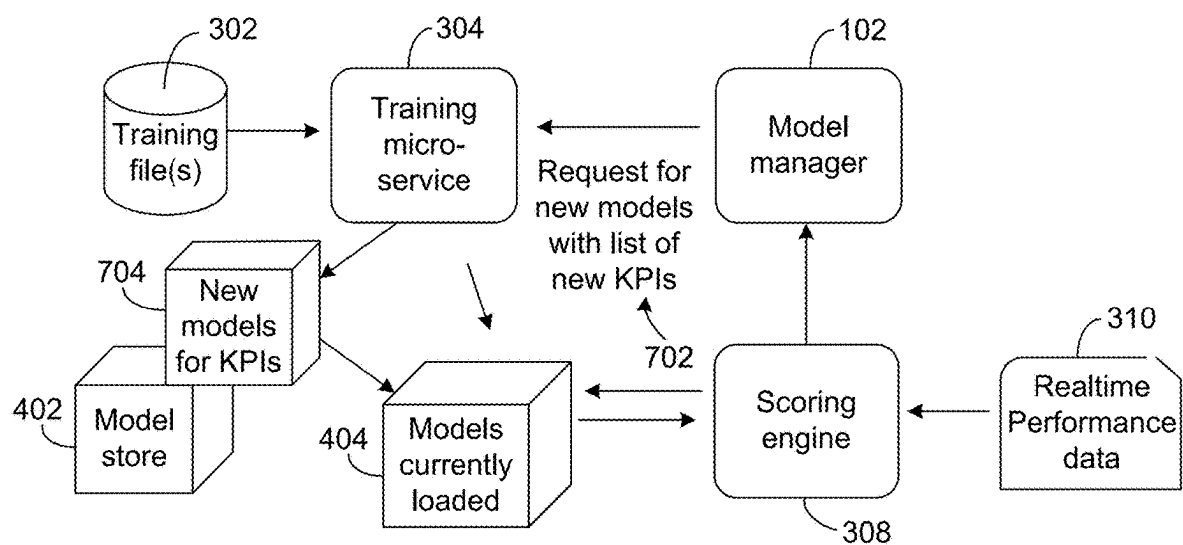 302
304
102
Training
file(s)
Training
micro-
service
Model
manager
Request for
new models
with list of
new KPIs
702
704
New
models
for KPIs
402
Model
store
404
Models
currently
loaded
Scoring
engine
308
310
Realtime
Performance
data